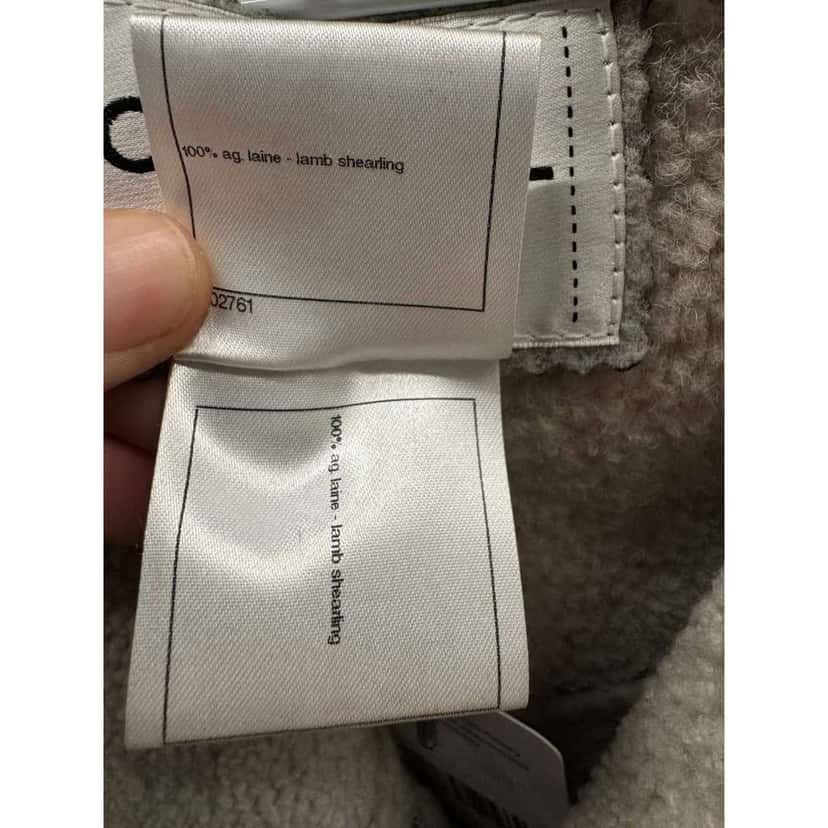 C
L
100% ag. laine - lamb shearling
02761
100% ag. laine - lamb shearling